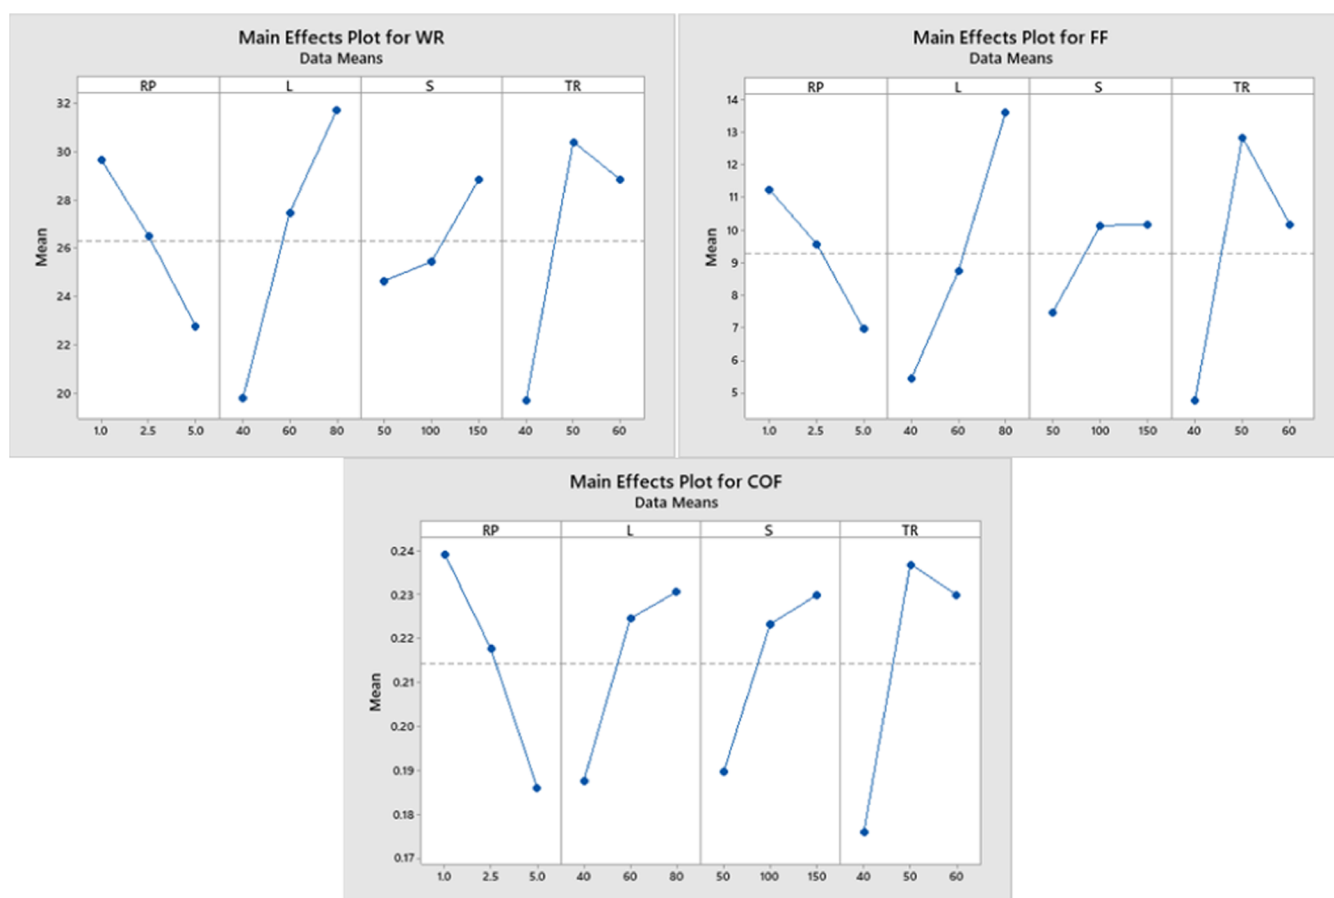 Main Effects Plot for WR
Data Means
RP L S TR
32
30
28
26
24
22
20
Mean
1.0 2.5 5.0 40 60 80 50 100 150 40 50 60
Main Effects Plot for FF
Data Means
RP L S TR
14
13
12
11
10
9
8
7
6
5
Mean
1.0 2.5 5.0 40 60 80 50 100 150 40 50 60
Main Effects Plot for COF
Data Means
RP L S TR
0.24
0.23
0.22
0.21
0.20
0.19
0.18
0.17
Mean
1.0 2.5 5.0 40 60 80 50 100 150 40 50 60